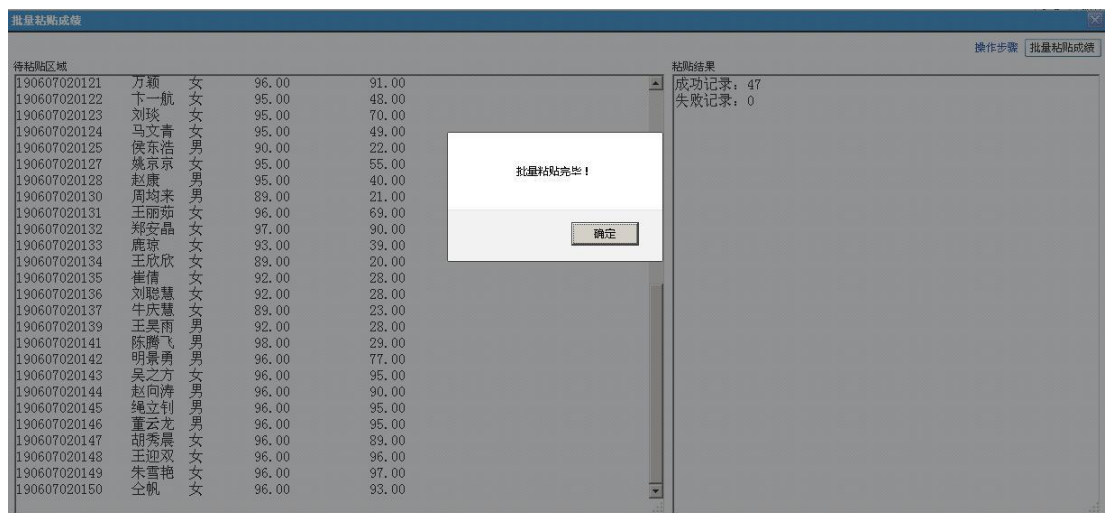 批量粘贴成绩
操作步骤 批量粘贴成绩
待粘贴区域 粘贴结果
190607020121 万颖 女 96.00 91.00
190607020122 卞一航 女 95.00 48.00
190607020123 刘琰 女 95.00 70.00
190607020124 马文青 女 95.00 49.00
190607020125 侯东浩 男 90.00 22.00
190607020127 姚京京 女 95.00 55.00
190607020128 赵康 男 95.00 40.00
190607020130 周均来 男 89.00 21.00
190607020131 王丽茹 女 96.00 69.00
190607020132 郑安晶 女 97.00 90.00
190607020133 鹿琼 女 93.00 39.00
190607020134 王欣欣 女 89.00 20.00
190607020135 崔倩 女 92.00 28.00
190607020136 刘聪慧 女 92.00 28.00
190607020137 牛庆慧 女 89.00 23.00
190607020139 王昊雨 男 92.00 28.00
190607020141 陈腾飞 男 98.00 29.00
190607020142 明景勇 男 96.00 77.00
190607020143 吴之方 女 96.00 95.00
190607020144 赵向涛 男 96.00 90.00
190607020145 绳立钊 男 96.00 95.00
190607020146 董云龙 男 96.00 95.00
190607020147 胡秀晨 女 96.00 89.00
190607020148 王迎双 女 96.00 96.00
190607020149 朱雪艳 女 96.00 97.00
190607020150 仝帆 女 96.00 93.00
成功记录：47
失败记录：0
批量粘贴完毕！
确定